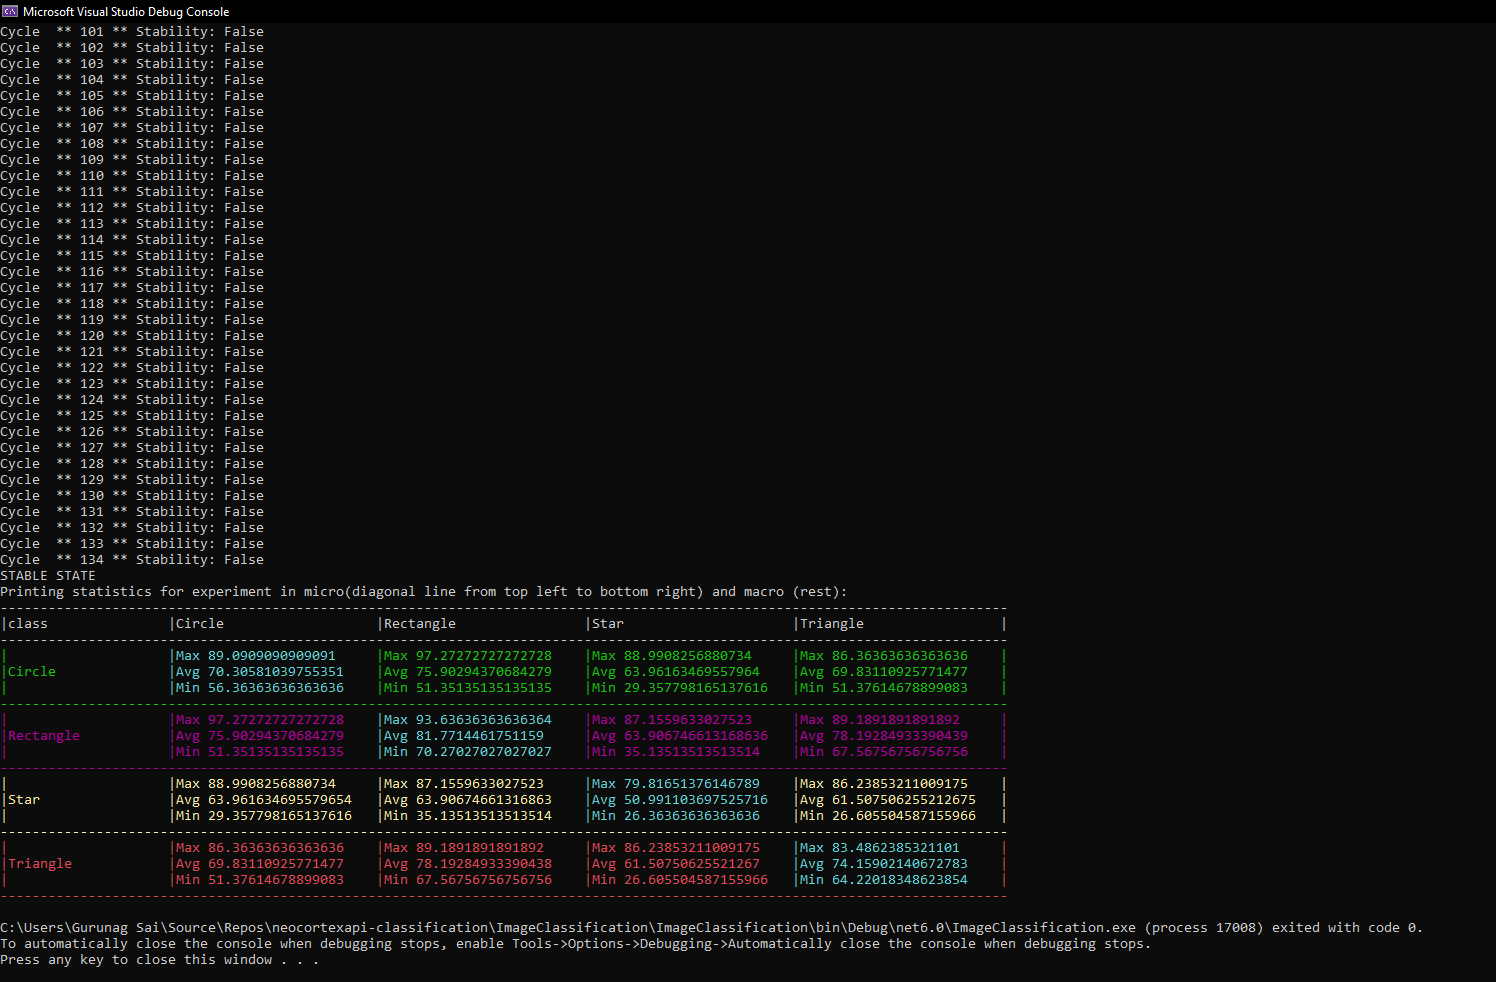 Microsoft Visual Studio Debug Console
Cycle  ** 101 ** Stability: False
Cycle  ** 102 ** Stability: False
Cycle  ** 103 ** Stability: False
Cycle  ** 104 ** Stability: False
Cycle  ** 105 ** Stability: False
Cycle  ** 106 ** Stability: False
Cycle  ** 107 ** Stability: False
Cycle  ** 108 ** Stability: False
Cycle  ** 109 ** Stability: False
Cycle  ** 110 ** Stability: False
Cycle  ** 111 ** Stability: False
Cycle  ** 112 ** Stability: False
Cycle  ** 113 ** Stability: False
Cycle  ** 114 ** Stability: False
Cycle  ** 115 ** Stability: False
Cycle  ** 116 ** Stability: False
Cycle  ** 117 ** Stability: False
Cycle  ** 118 ** Stability: False
Cycle  ** 119 ** Stability: False
Cycle  ** 120 ** Stability: False
Cycle  ** 121 ** Stability: False
Cycle  ** 122 ** Stability: False
Cycle  ** 123 ** Stability: False
Cycle  ** 124 ** Stability: False
Cycle  ** 125 ** Stability: False
Cycle  ** 126 ** Stability: False
Cycle  ** 127 ** Stability: False
Cycle  ** 128 ** Stability: False
Cycle  ** 129 ** Stability: False
Cycle  ** 130 ** Stability: False
Cycle  ** 131 ** Stability: False
Cycle  ** 132 ** Stability: False
Cycle  ** 133 ** Stability: False
Cycle  ** 134 ** Stability: False
STABLE STATE
Printing statistics for experiment in micro(diagonal line from top left to bottom right) and macro (rest):
|class |Circle |Rectangle |Star |Triangle |
| |Max 89.0909090909091 |Max 97.27272727272728 |Max 88.9908256880734 |Max 86.36363636363636 |
|Circle |Avg 70.30581039755351 |Avg 75.90294370684279 |Avg 63.96163469557964 |Avg 69.83110925771477 |
| |Min 56.36363636363636 |Min 51.35135135135135 |Min 29.357798165137616 |Min 51.37614678899083 |
| |Max 97.27272727272728 |Max 93.63636363636364 |Max 87.1559633027523 |Max 89.1891891891892 |
|Rectangle |Avg 75.90294370684279 |Avg 81.7714461751159 |Avg 63.906746613168636 |Avg 78.19284933390439 |
| |Min 51.35135135135135 |Min 70.27027027027027 |Min 35.13513513513514 |Min 67.56756756756756 |
| |Max 88.9908256880734 |Max 87.1559633027523 |Max 79.81651376146789 |Max 86.23853211009175 |
|Star |Avg 63.961634695579654 |Avg 63.90674661316863 |Avg 50.991103697525716 |Avg 61.507506255212675 |
| |Min 29.357798165137616 |Min 35.13513513513514 |Min 26.36363636363636 |Min 26.605504587155966 |
| |Max 86.36363636363636 |Max 89.1891891891892 |Max 86.23853211009175 |Max 83.4862385321101 |
|Triangle |Avg 69.83110925771477 |Avg 78.19284933390438 |Avg 61.50750625521267 |Avg 74.15902140672783 |
| |Min 51.37614678899083 |Min 67.56756756756756 |Min 26.605504587155966 |Min 64.22018348623854 |
C:\Users\Gurunag Sai\Source\Repos\neocortexapi-classification\ImageClassification\ImageClassification\bin\Debug\net6.0\ImageClassification.exe (process 17008) exited with code 0.
To automatically close the console when debugging stops, enable Tools->Options->Debugging->Automatically close the console when debugging stops.
Press any key to close this window . . .